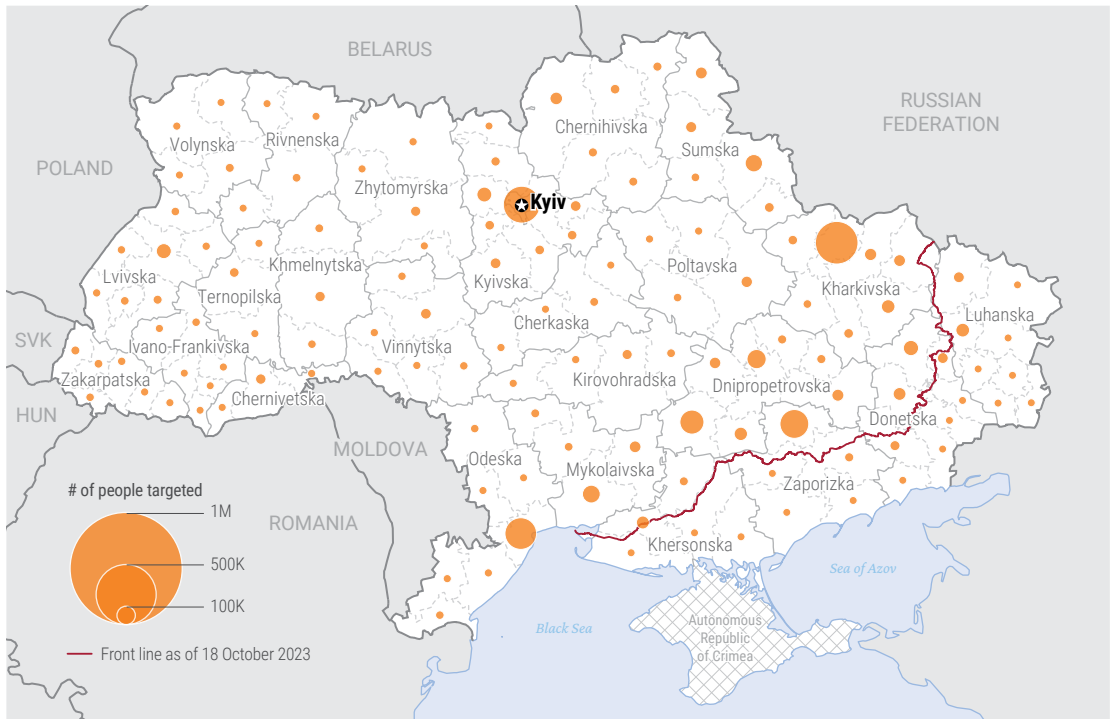 BELARUS
RUSSIAN
FEDERATION
POLAND
Volynska
Rivnenska
Chernihivska
Sumska
Zhytomyrska
Kyiv
Lvivska
Ternopilska
Khmelnytska
Kyivska
Poltavska
Kharkivska
Cherkaska
Luhanska
SVK
Ivano-Frankivska
Vinnytska
Zakarpatska
Chernivetska
Kirovohradska
Dnipropetrovska
Donetska
HUN
MOLDOVA
Odeska
Mykolaivska
Zaporizka
ROMANIA
Khersonska
# of people targeted
1M
500K
100K
Front line as of 18 October 2023
Sea of Azov
Black Sea
Autonomous
Republic
of Crimea